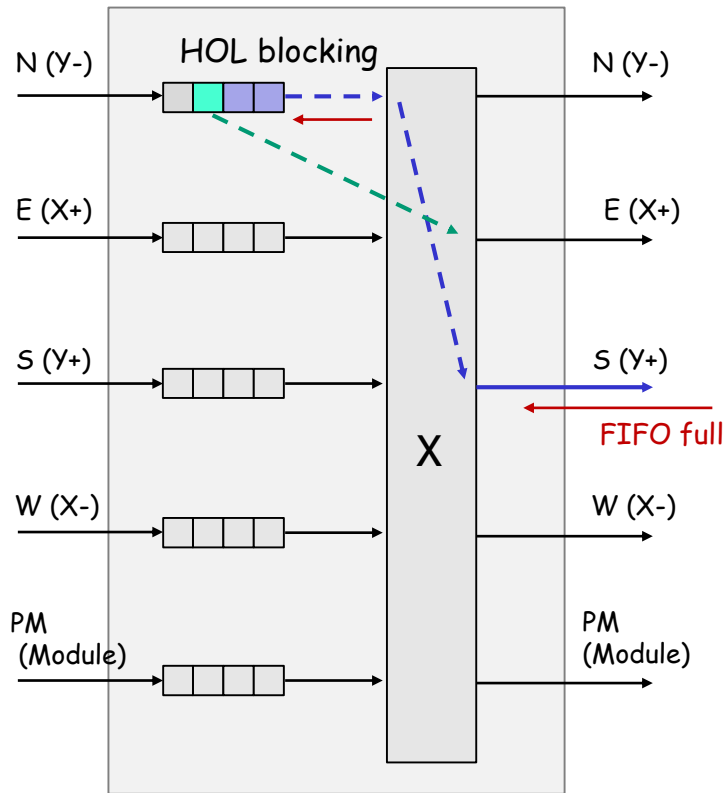 HOL blocking
N (Y-)
N (Y-)
E (X+)
E (X+)
S (Y+)
S (Y+)
FIFO full
X
W (X-)
W (X-)
PM
(Module)
PM
(Module)